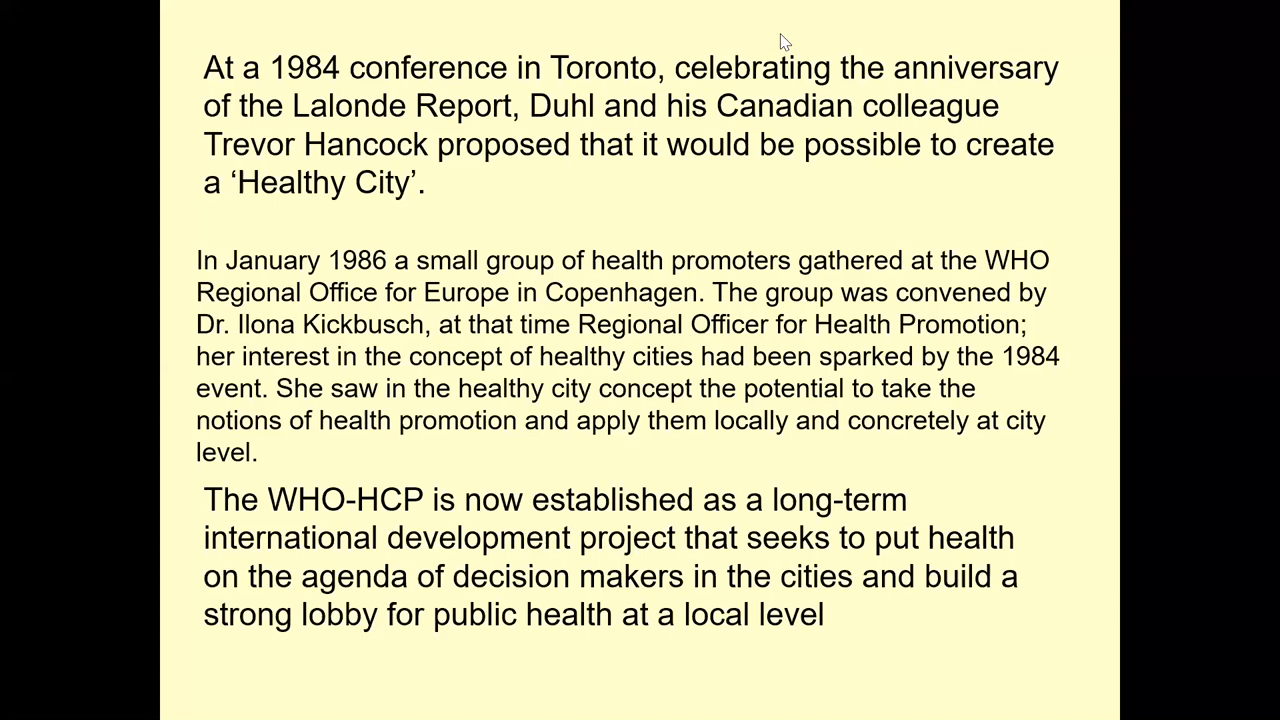 At a 1984 conference in Toronto, celebrating the anniversary
of the Lalonde Report, Duhl and his Canadian colleague
Trevor Hancock proposed that it would be possible to create
a ‘Healthy City’.
In January 1986 a small group of health promoters gathered at the WHO
Regional Office for Europe in Copenhagen. The group was convened by
Dr. Ilona Kickbusch, at that time Regional Officer for Health Promotion;
her interest in the concept of healthy cities had been sparked by the 1984
event. She saw in the healthy city concept the potential to take the
notions of health promotion and apply them locally and concretely at city
level.
The WHO-HCP is now established as a long-term
international development project that seeks to put health
on the agenda of decision makers in the cities and build a
strong lobby for public health at a local level